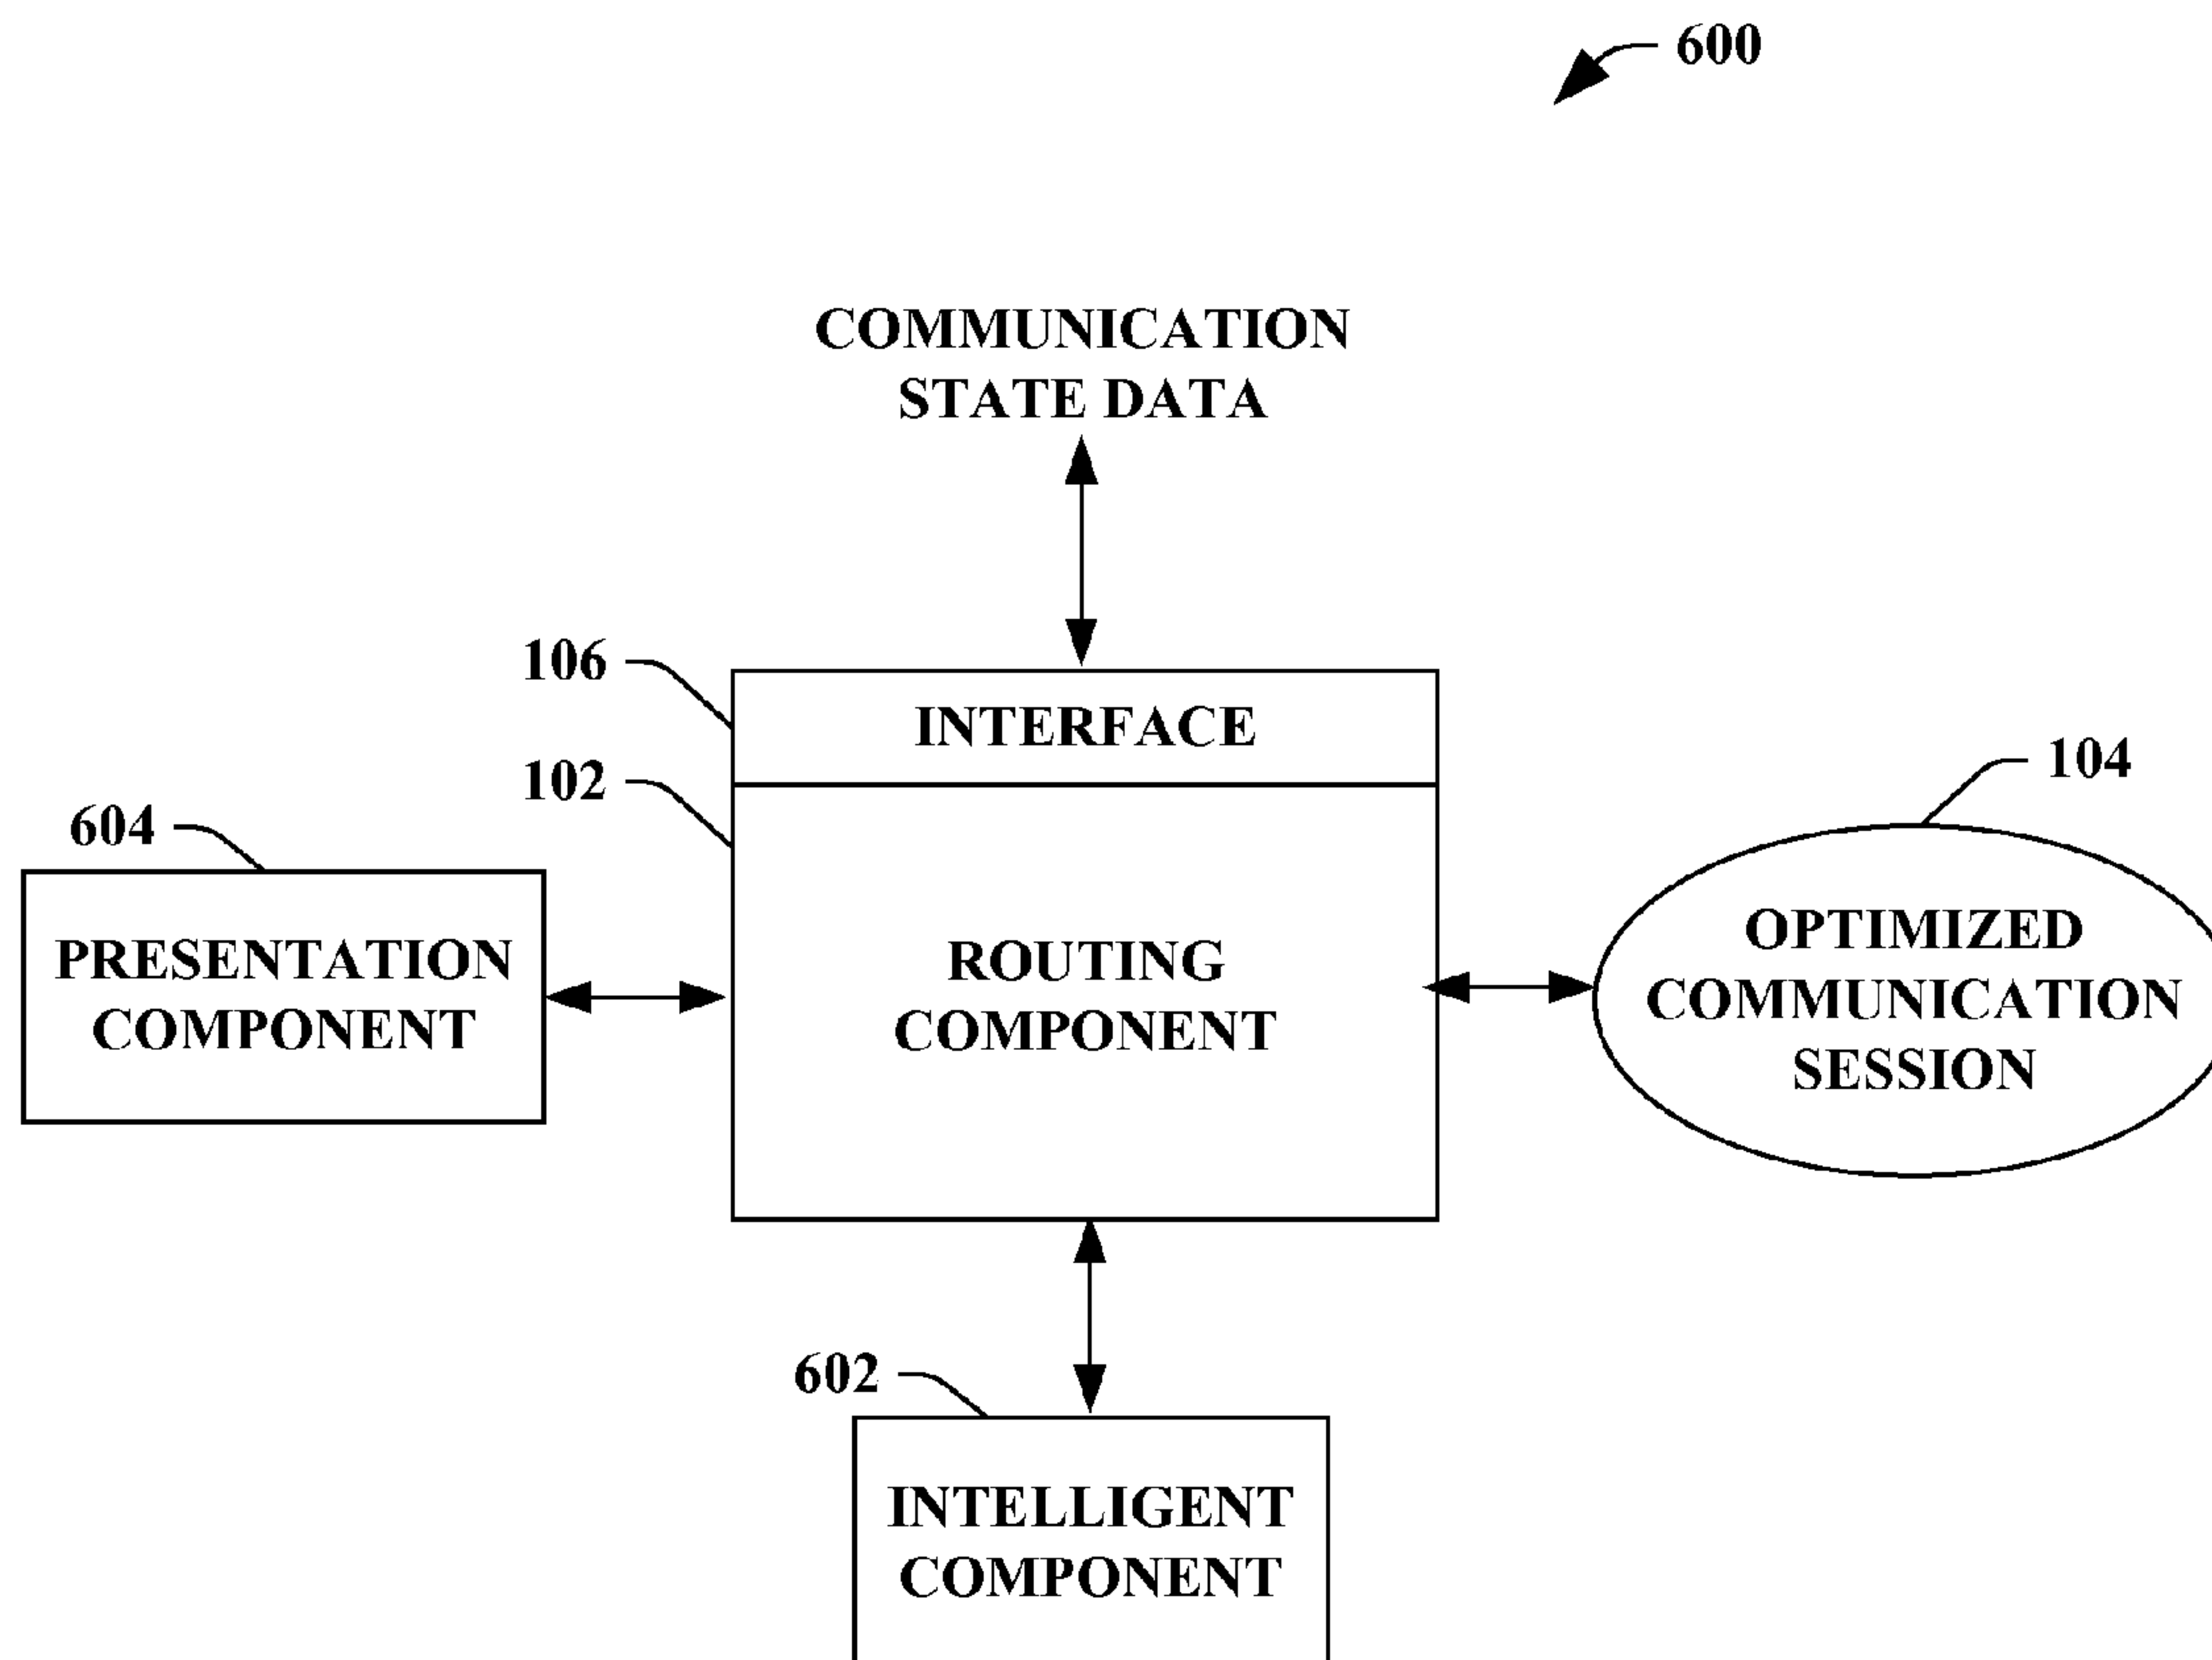 600
COMMUNICATION
STATE DATA
106
INTERFACE
102
104
604
PRESENTATION
COMPONENT
ROUTING
COMPONENT
OPTIMIZED
COMMUNICATION
SESSION
602
INTELLIGENT
COMPONENT